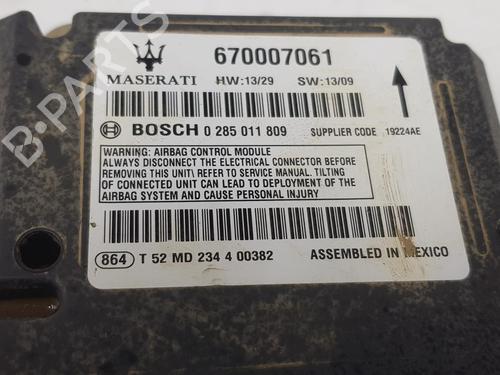 670007061
MASERATI HW:13/29 SW:13/09
BOSCH 0 285 011 809 SUPPLIER CODE 19224AE
WARNING: AIRBAG CONTROL MODULE
ALWAYS DISCONNECT THE ELECTRICAL CONNECTOR BEFORE
REMOVING THIS UNIT\ REFER TO SERVICE MANUAL. TILTING
OF CONNECTED UNIT CAN LEAD TO DEPLOYMENT OF THE
AIRBAG SYSTEM AND CAUSE PERSONAL INJURY
864 T 52 MD 234 4 00382 ASSEMBLED IN MEXICO
B-Parts